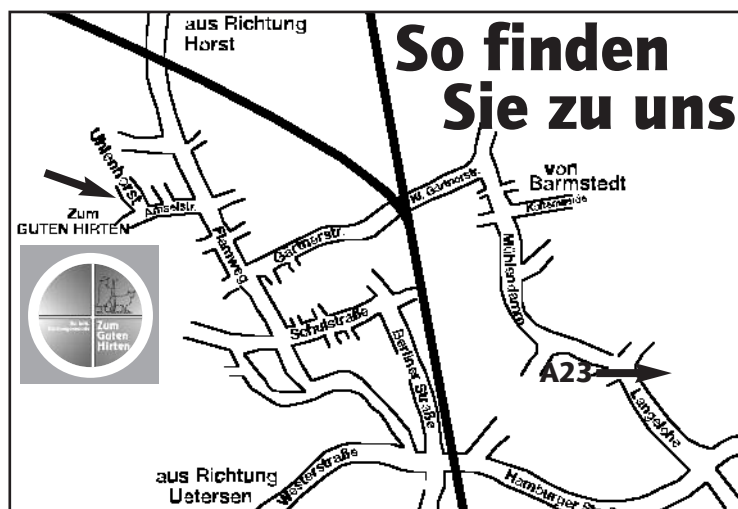 aus Richtung
Horst
So finden
Sie zu uns
Uhlenhorst
Zum
GUTEN HIRTEN
Amselstr.
Flamweg
Gärtnerstr.
Kl. Gärtnerstr.
von
Barmstedt
Mühlendamm
Zum
Guten
Hirten
Schulstraße
Berliner Straße
A23
Langelohe
aus Richtung
Uetersen
Westerstraße
Hamburger